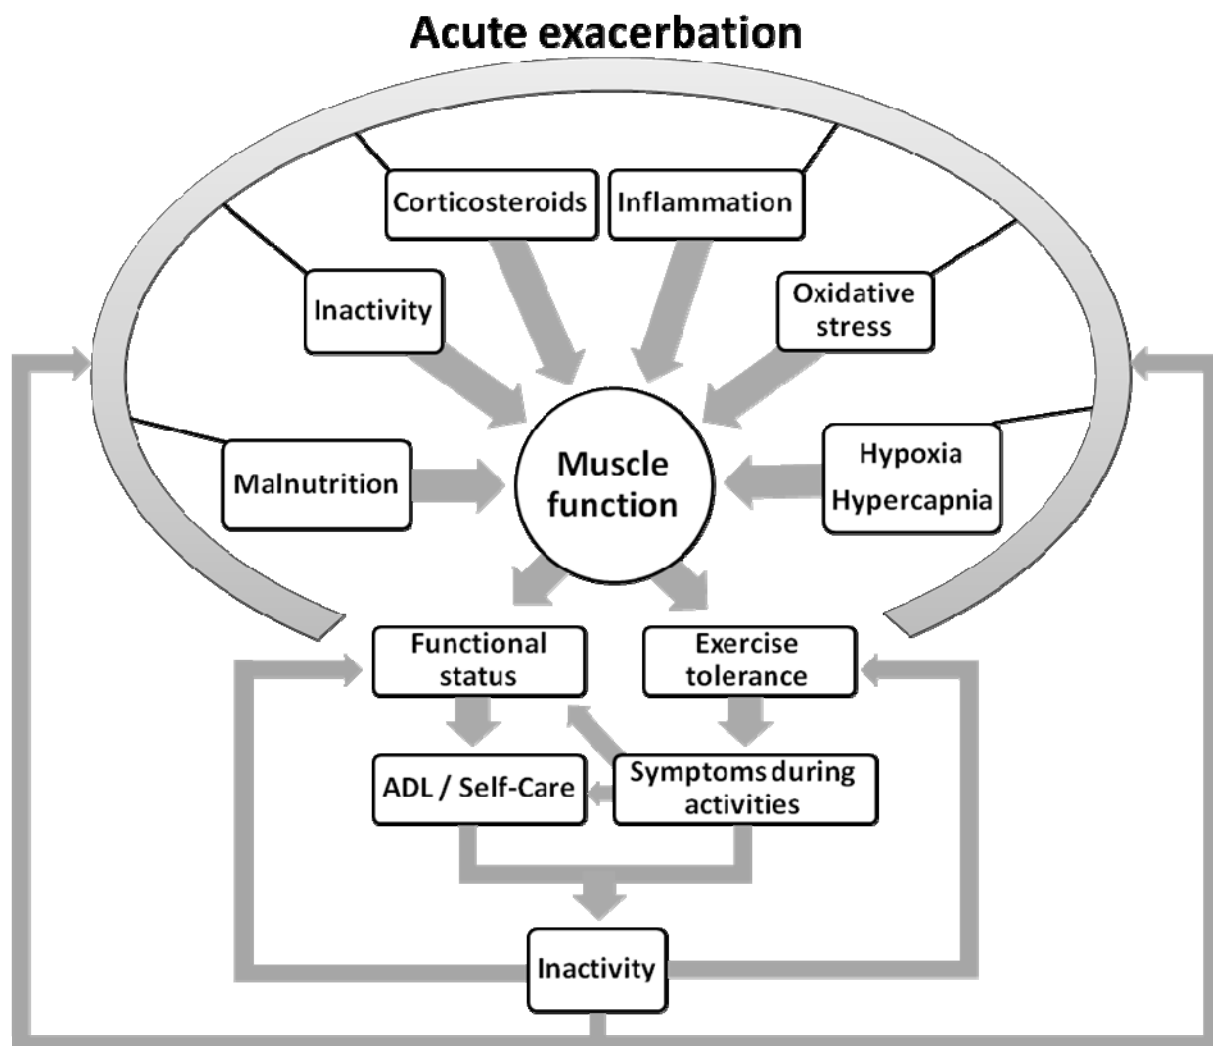 Acute exacerbation
Corticosteroids
Inflammation
Inactivity
Oxidative
stress
Malnutrition
Muscle
function
Hypoxia
Hypercapnia
Functional
status
Exercise
tolerance
ADL / Self-Care
Symptoms during
activities
Inactivity